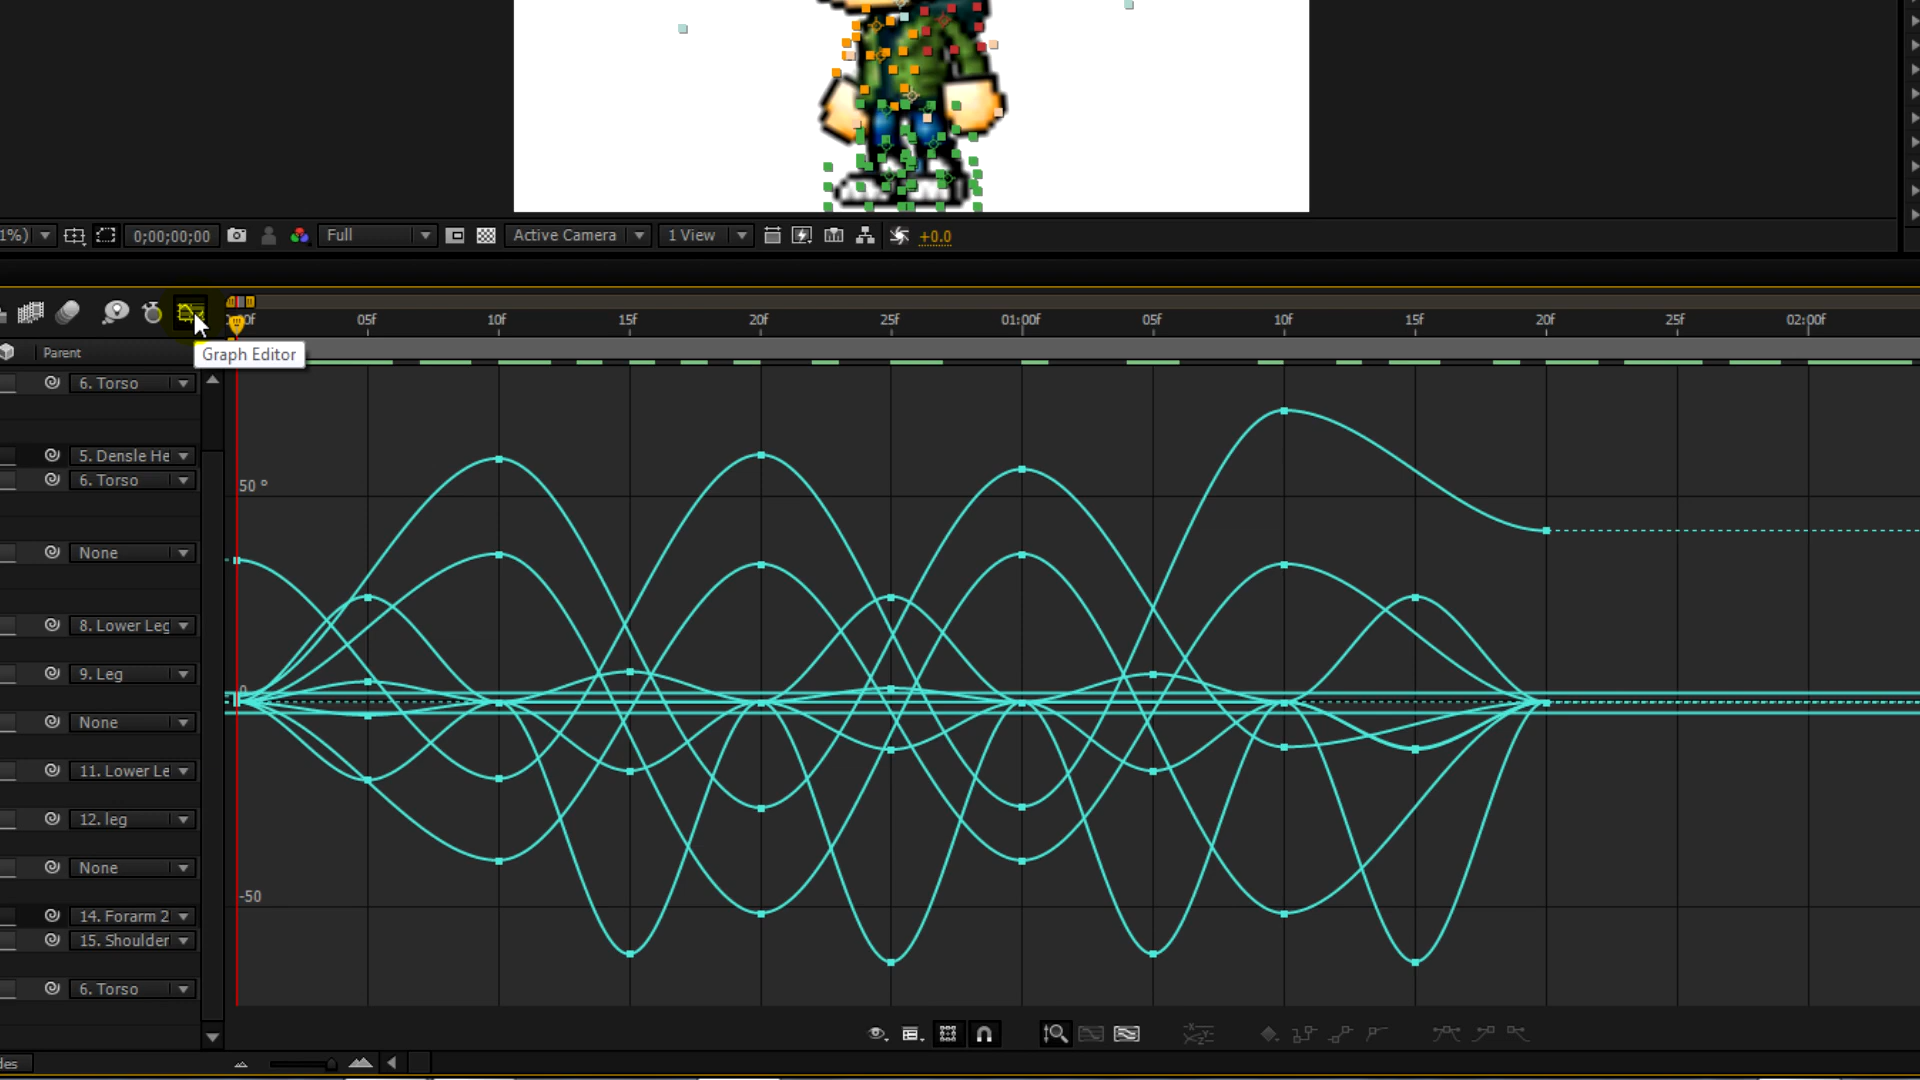 1%)
0;00;00;00
Full
Active Camera
1 View
+0.0
05f
10f
15f
20f
25f
01:00f
05f
10f
15f
20f
25f
02:00f
Parent
Graph Editor
6. Torso
5. Densle He
6. Torso
50 °
None
8. Lower Leg
9. Leg
0
None
11. Lower Le
12. leg
None
-50
14. Forarm 2
15. Shoulder
6. Torso
des